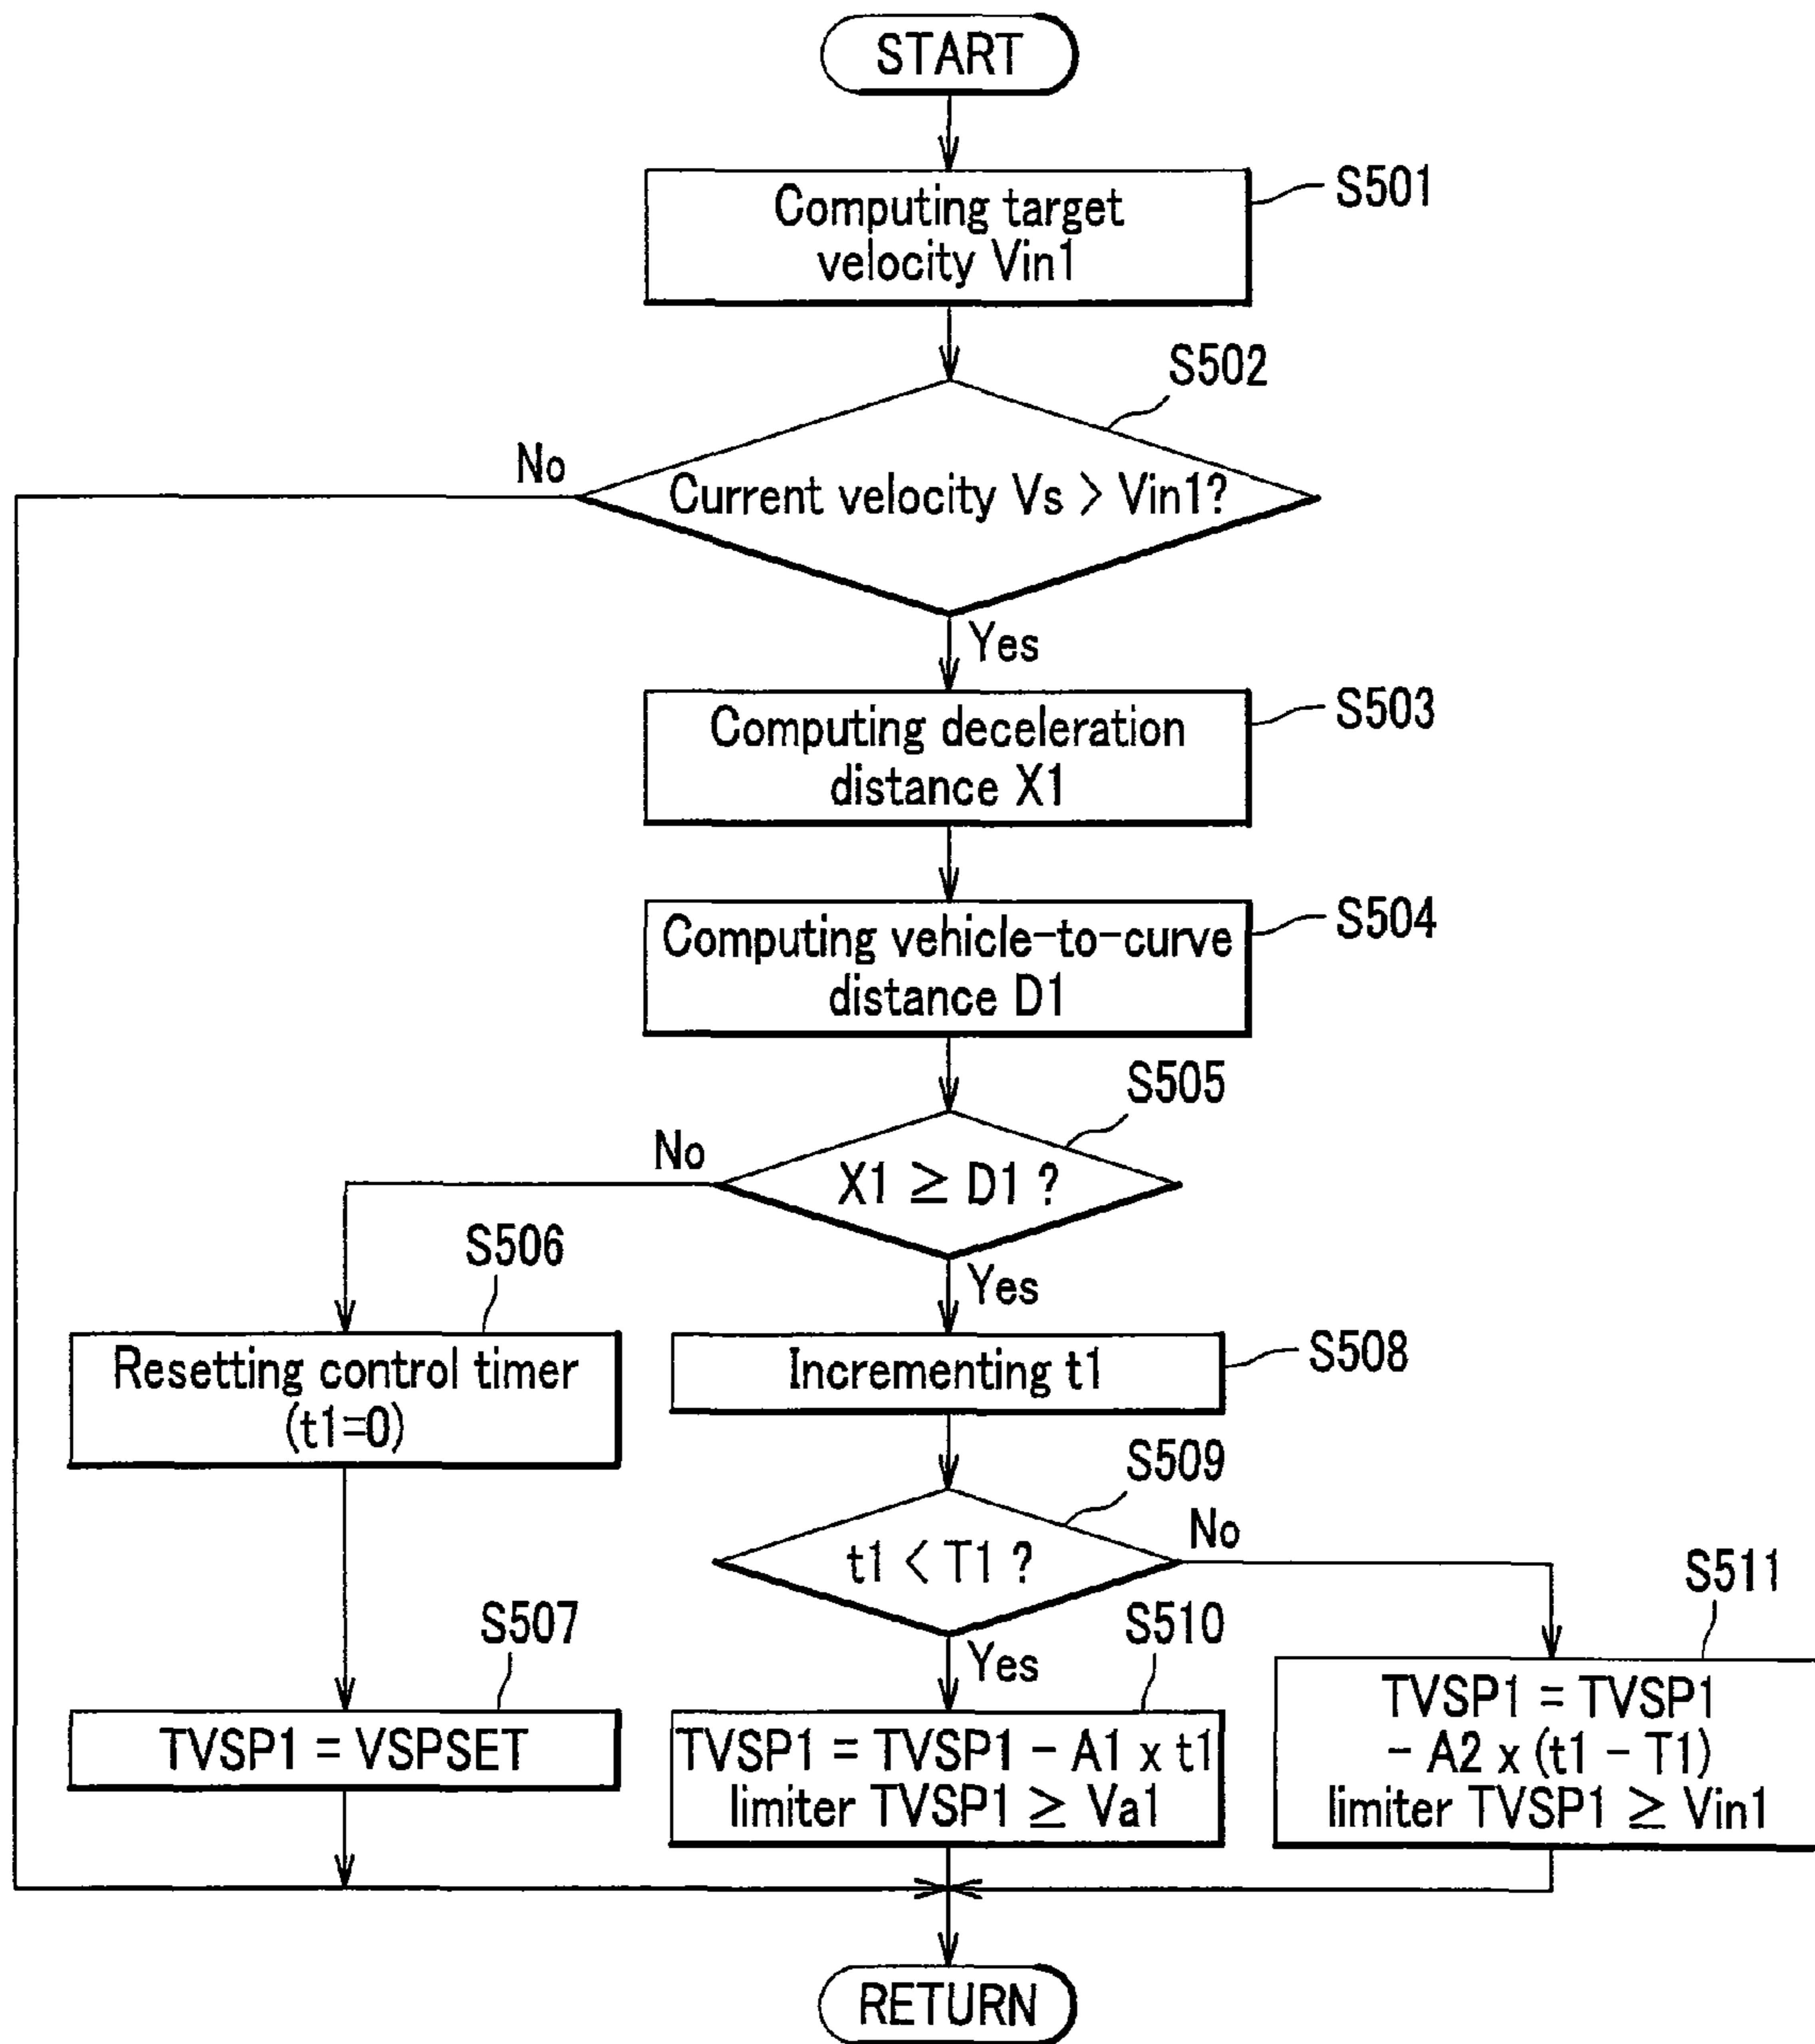 START
Computing target
velocity Vin1
S501
S502
No
Current velocity Vs > Vin1?
Yes
Computing deceleration
distance X1
S503
Computing vehicle-to-curve
distance D1
S504
S505
No
X1 ≥ D1 ?
Yes
S506
Resetting control timer
(t1=0)
Incrementing t1
S508
S509
No
t1 < T1 ?
Yes
S507
TVSP1 = VSPSET
S510
TVSP1 = TVSP1 - A1 x t1
limiter TVSP1 ≥ Va1
S511
TVSP1 = TVSP1
- A2 x (t1 - T1)
limiter TVSP1 ≥ Vin1
RETURN